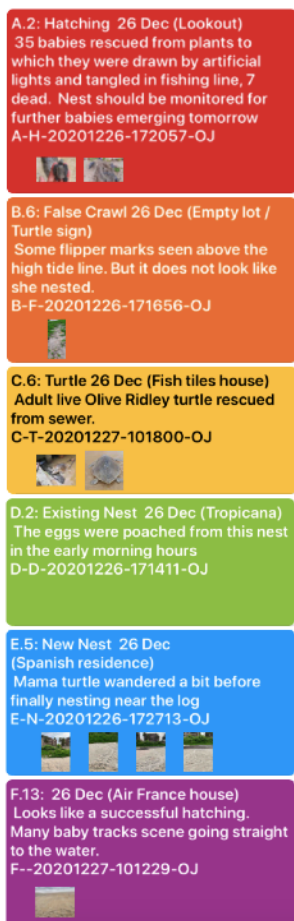 A.2: Hatching 26 Dec (Lookout)
35 babies rescued from plants to
which they were drawn by artificial
lights and tangled in fishing line, 7
dead. Nest should be monitored for
further babies emerging tomorrow
A-H-20201226-172057-OJ
B.6: False Crawl 26 Dec (Empty lot /
Turtle sign)
Some flipper marks seen above the
high tide line. But it does not look like
she nested.
B-F-20201226-171656-OJ
C.6: Turtle 26 Dec (Fish tiles house)
Adult live Olive Ridley turtle rescued
from sewer.
C-T-20201227-101800-OJ
D.2: Existing Nest 26 Dec (Tropicana)
The eggs were poached from this nest
in the early morning hours
D-D-20201226-171411-OJ
E.5: New Nest 26 Dec
(Spanish residence)
Mama turtle wandered a bit before
finally nesting near the log
E-N-20201226-172713-OJ
F.13: 26 Dec (Air France house)
Looks like a successful hatching.
Many baby tracks scene going straight
to the water.
F--20201227-101229-OJ